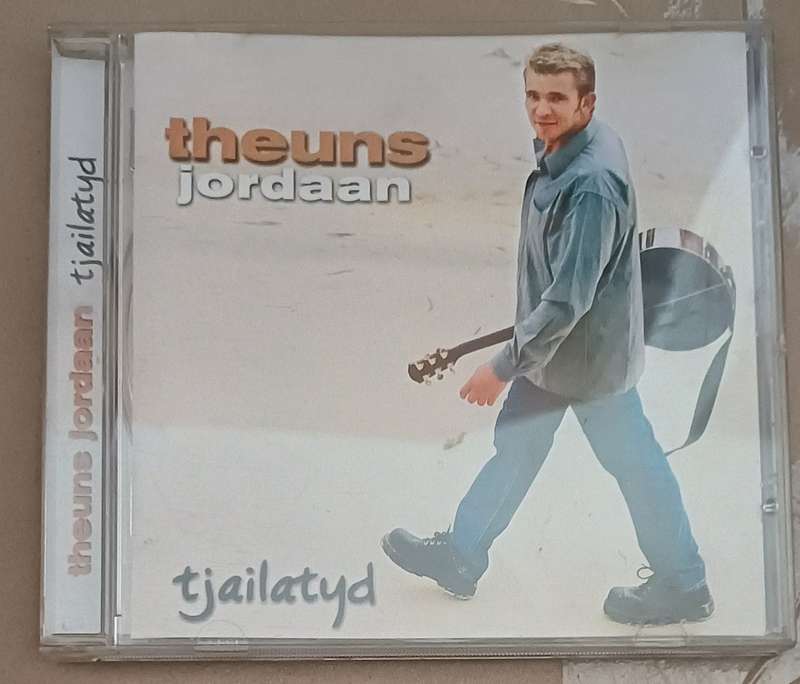 theuns
jordaan
tjailatyd
theuns jordaan tjailatyd